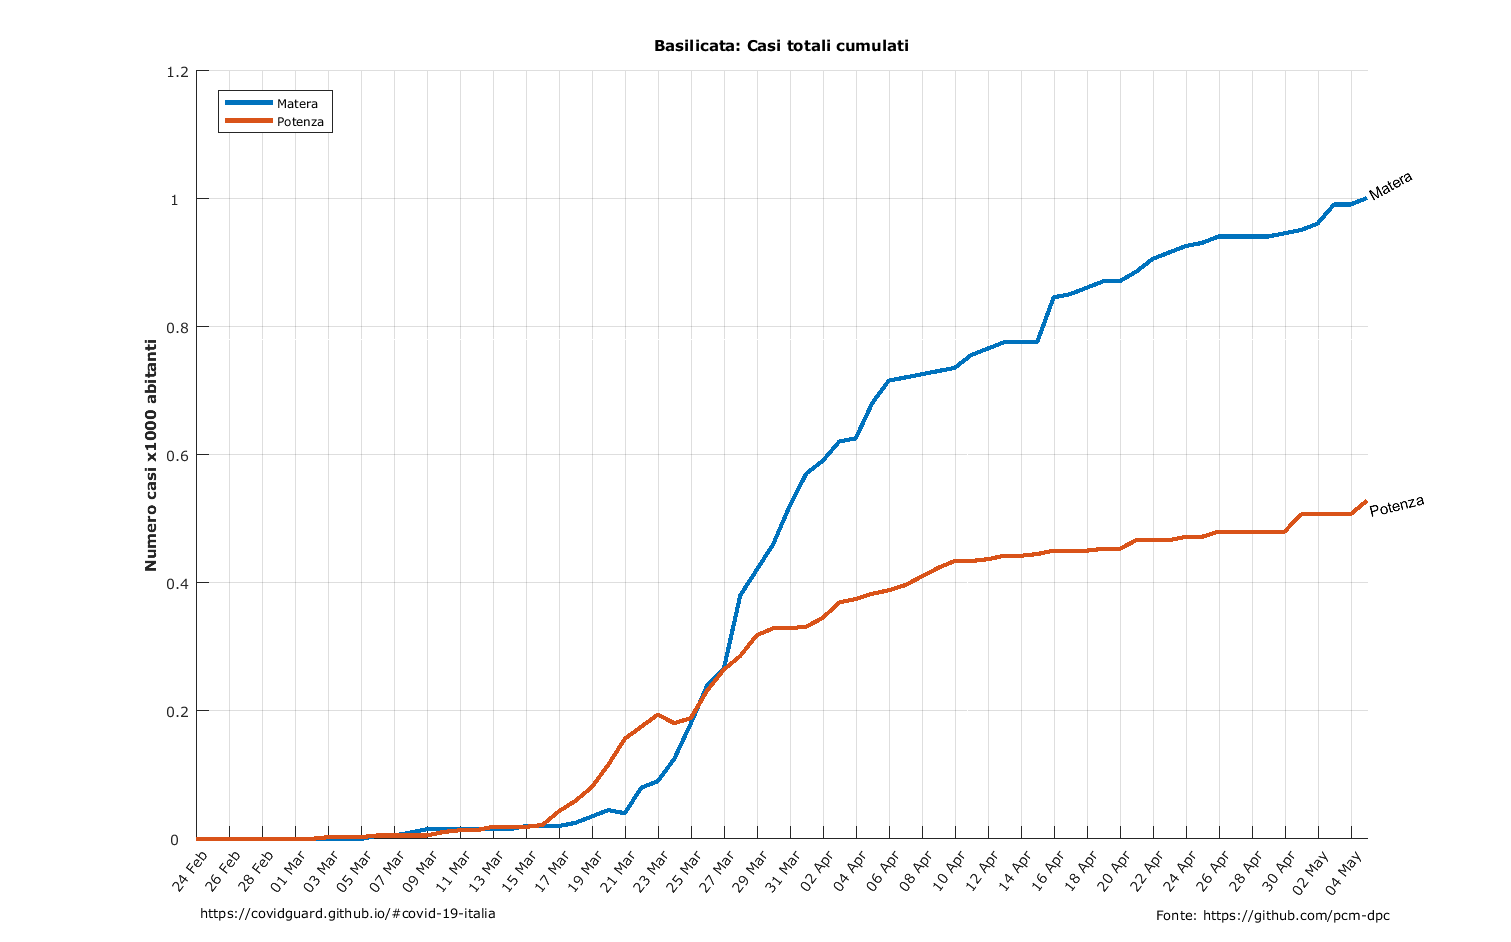 Basilicata: Casi totali cumulati
Numero casi x1000 abitanti
1.2
1
0.8
0.6
0.4
0.2
0
Matera
Potenza
Matera
Potenza
24 Feb
26 Feb
28 Feb
01 Mar
03 Mar
05 Mar
07 Mar
09 Mar
11 Mar
13 Mar
15 Mar
17 Mar
19 Mar
21 Mar
23 Mar
25 Mar
27 Mar
29 Mar
31 Mar
02 Apr
04 Apr
06 Apr
08 Apr
10 Apr
12 Apr
14 Apr
16 Apr
18 Apr
20 Apr
22 Apr
24 Apr
26 Apr
28 Apr
30 Apr
02 May
04 May
https://covidguard.github.io/#covid-19-italia
Fonte: https://github.com/pcm-dpc